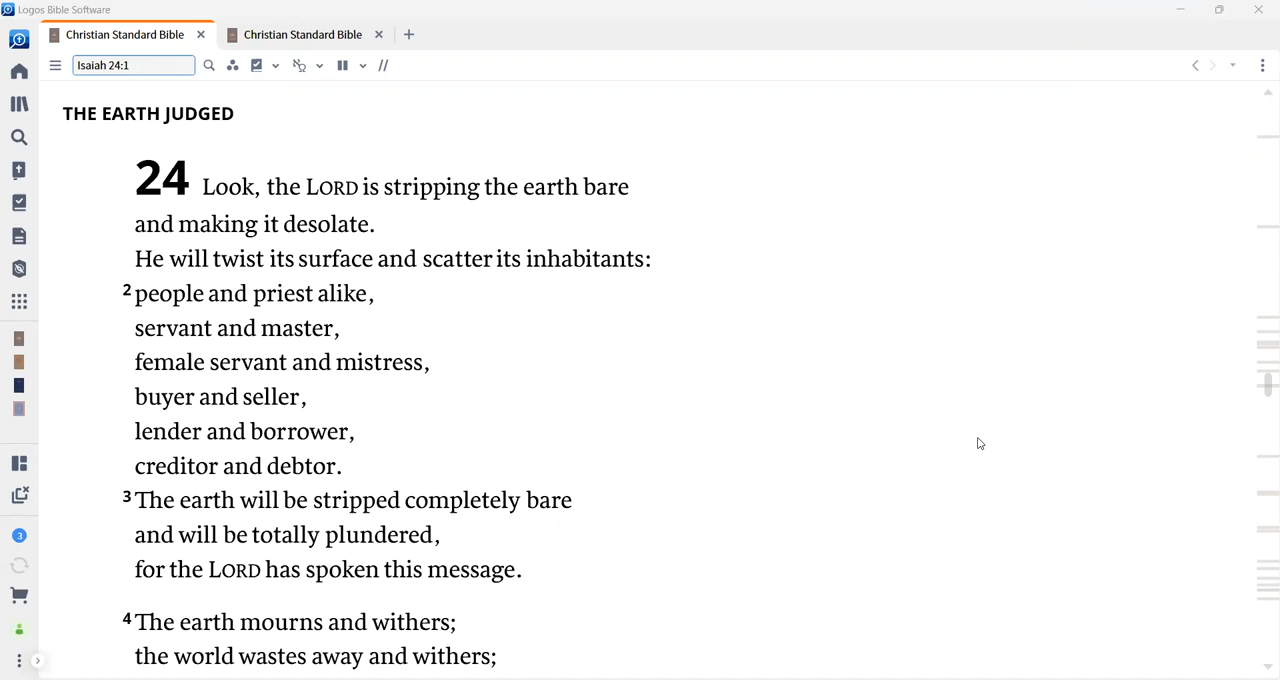 Logos Bible Software
Christian Standard Bible
Christian Standard Bible
Isaiah 24:1
THE EARTH JUDGED
24 Look, the LORD is stripping the earth bare
and making it desolate.
He will twist its surface and scatter its inhabitants:
2 people and priest alike,
servant and master,
female servant and mistress,
buyer and seller,
lender and borrower,
creditor and debtor.
3 The earth will be stripped completely bare
and will be totally plundered,
for the LORD has spoken this message.
4 The earth mourns and withers;
the world wastes away and withers;
3